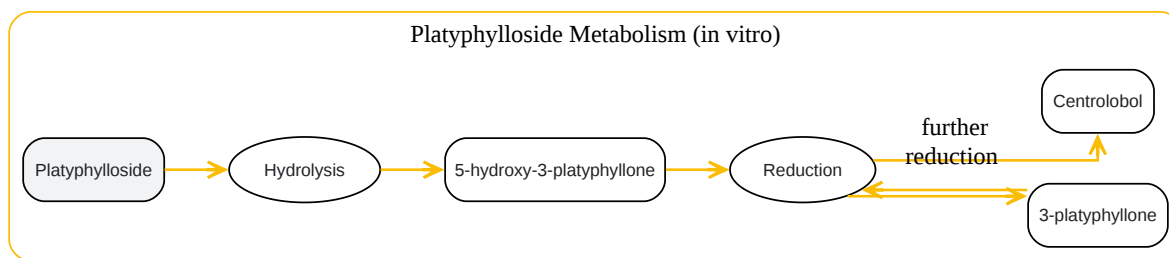 Platyphylloside Metabolism (in vitro)
Centrolobol
further
reduction
Platyphylloside
Hydrolysis
5-hydroxy-3-platyphyllone
Reduction
3-platyphyllone